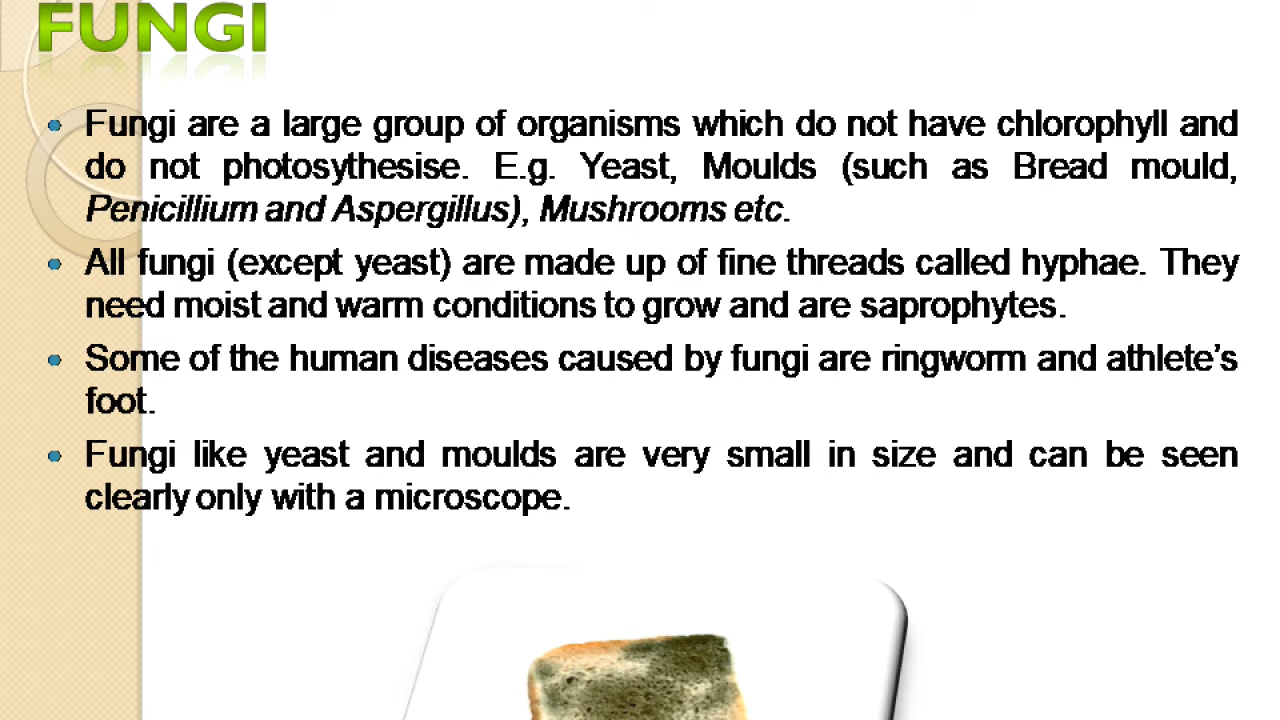 FUNGI
• Fungi are a large group of organisms which do not have chlorophyll and
do not photosythesise. E.g. Yeast, Moulds (such as Bread mould,
Penicillium and Aspergillus), Mushrooms etc.
• All fungi (except yeast) are made up of fine threads called hyphae. They
need moist and warm conditions to grow and are saprophytes.
• Some of the human diseases caused by fungi are ringworm and athlete’s
foot.
• Fungi like yeast and moulds are very small in size and can be seen
clearly only with a microscope.